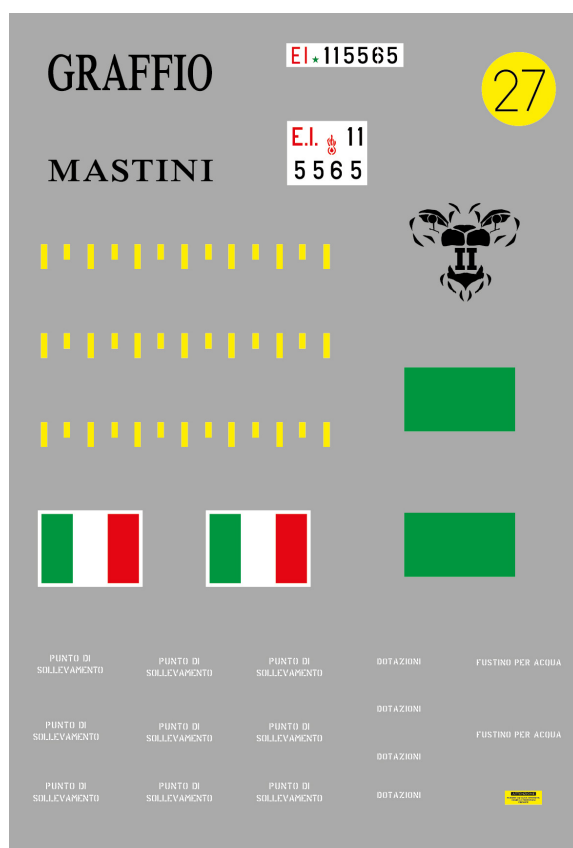 GRAFFIO
EI★115565
27
E.I. 11
5565
MASTINI
II
PUNTO DI
SOLLEVAMENTO
PUNTO DI
SOLLEVAMENTO
PUNTO DI
SOLLEVAMENTO
DOTAZIONI
FUSTINO PER ACQUA
DOTAZIONI
PUNTO DI
SOLLEVAMENTO
PUNTO DI
SOLLEVAMENTO
PUNTO DI
SOLLEVAMENTO
FUSTINO PER ACQUA
DOTAZIONI
PUNTO DI
SOLLEVAMENTO
PUNTO DI
SOLLEVAMENTO
PUNTO DI
SOLLEVAMENTO
DOTAZIONI
ATTENZIONE